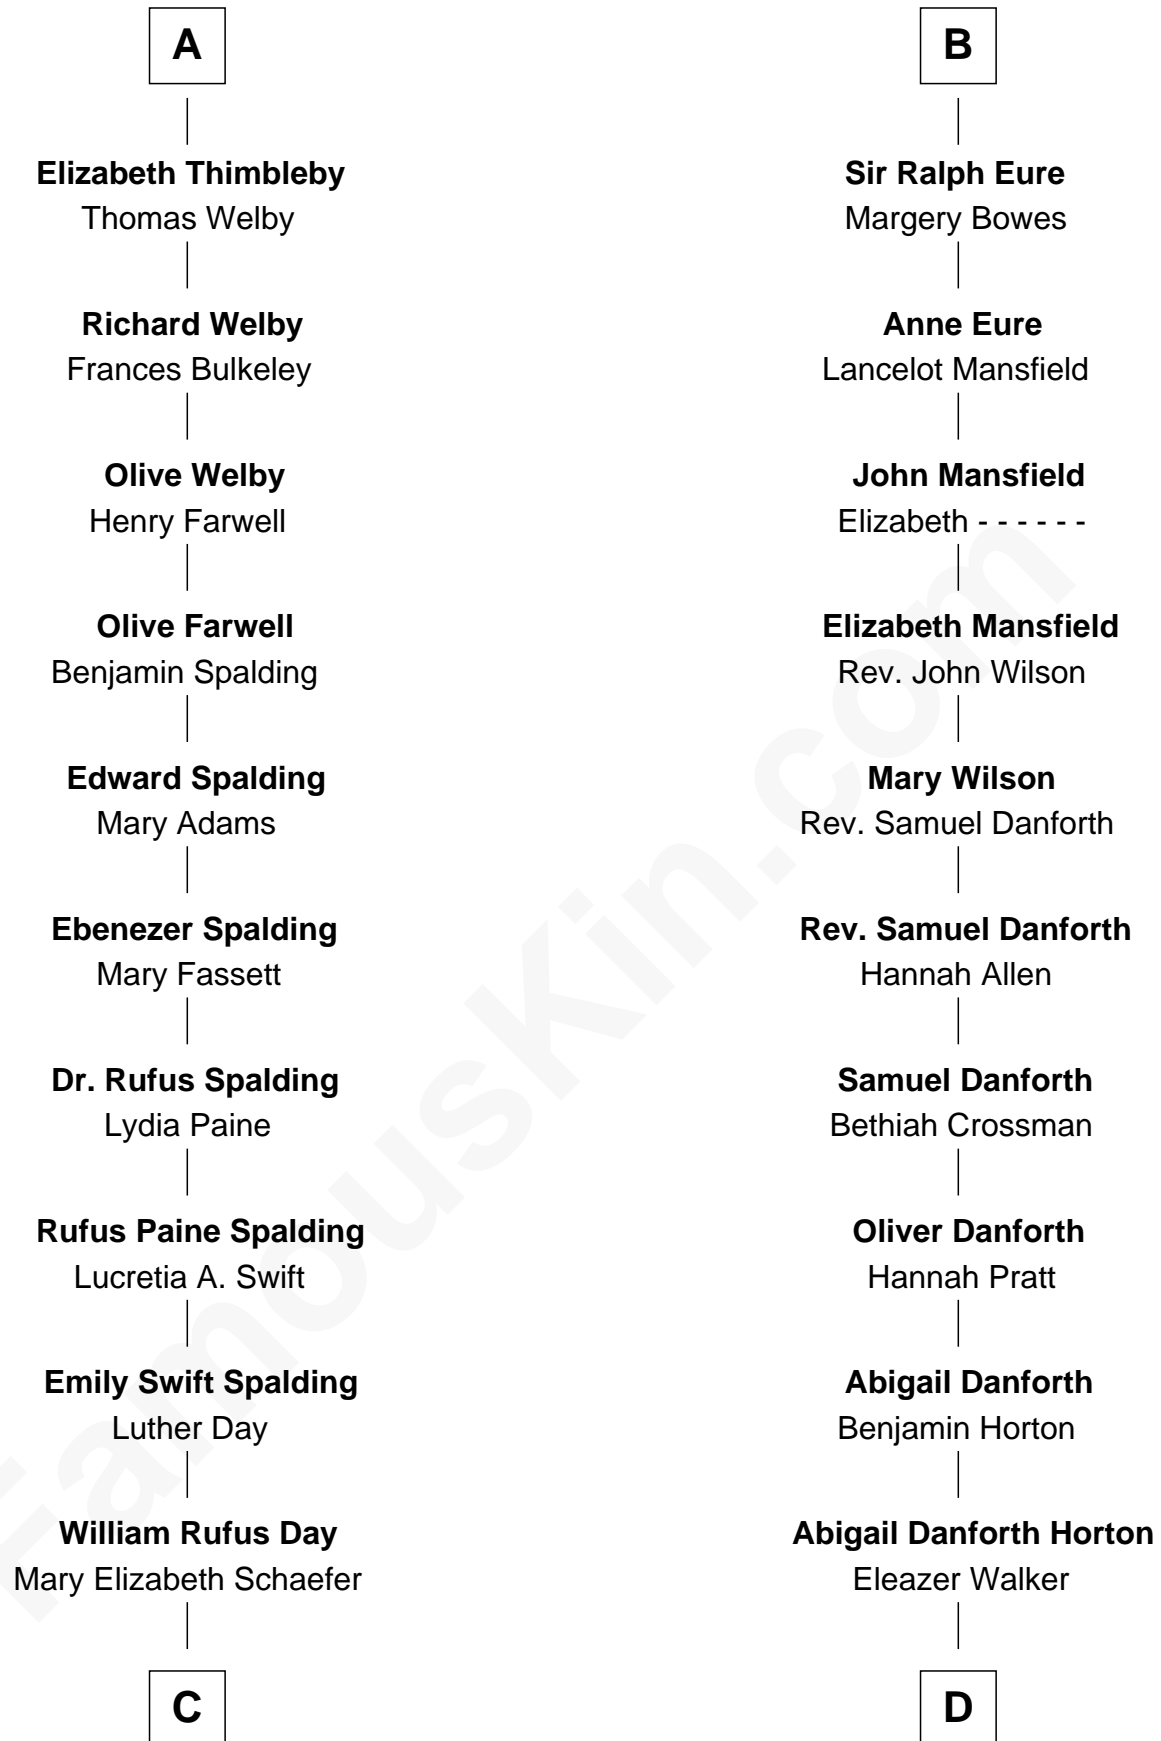 A
Elizabeth Thimbleby
Thomas Welby
Richard Welby
Frances Bulkeley
Olive Welby
Henry Farwell
Olive Farwell
Benjamin Spalding
Edward Spalding
Mary Adams
Ebenezer Spalding
Mary Fassett
Dr. Rufus Spalding
Lydia Paine
Rufus Paine Spalding
Lucretia A. Swift
Emily Swift Spalding
Luther Day
William Rufus Day
Mary Elizabeth Schaefer
C
B
Sir Ralph Eure
Margery Bowes
Anne Eure
Lancelot Mansfield
John Mansfield
Elizabeth - - - - - -
Elizabeth Mansfield
Rev. John Wilson
Mary Wilson
Rev. Samuel Danforth
Rev. Samuel Danforth
Hannah Allen
Samuel Danforth
Bethiah Crossman
Oliver Danforth
Hannah Pratt
Abigail Danforth
Benjamin Horton
Abigail Danforth Horton
Eleazer Walker
D
FamousKin.com